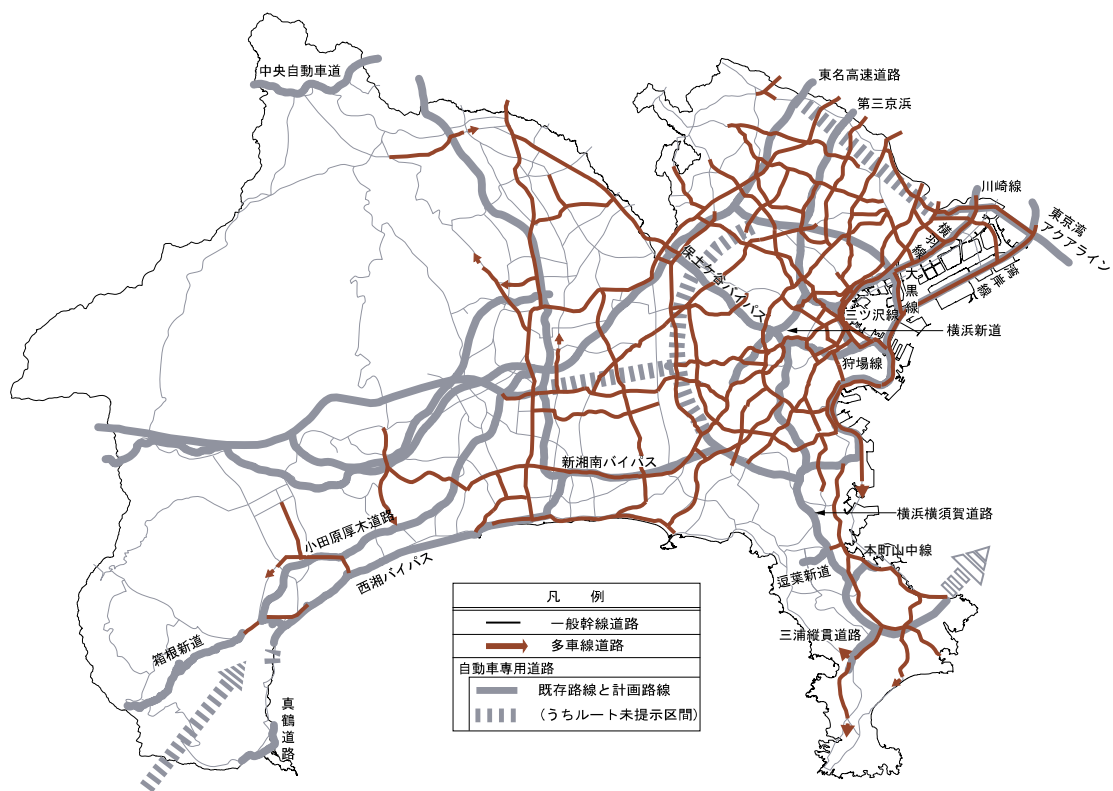 中央自動車道
東名高速道路
第三京浜
川崎線
東京湾
アクアライン
横羽線
湾岸線
大黒線
保土ケ谷バイパス
三ツ沢線
横浜新道
狩場線
新湘南バイパス
横浜横須賀道路
小田原厚木道路
西湘バイパス
本町山中線
逗葉新道
三浦縦貫道路
箱根新道
真鶴道路
凡 例
一般幹線道路
多車線道路
自動車専用道路
既存路線と計画路線
(うちルート未提示区間)